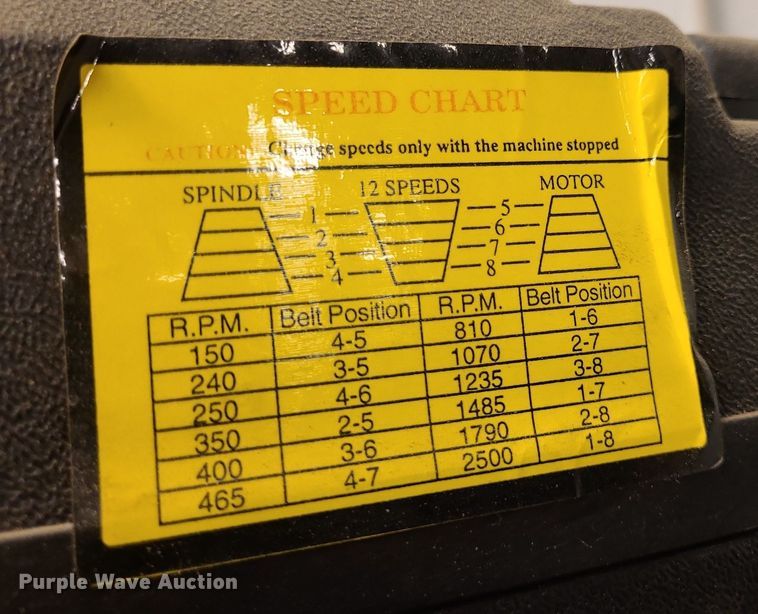 SPEED CHART
CAUTION: Change speeds only with the machine stopped
SPINDLE 12 SPEEDS MOTOR
1 5
2 6
3 7
4 8
R.P.M. Belt Position R.P.M. Belt Position
150 4-5 810 1-6
240 3-5 1070 2-7
250 4-6 1235 3-8
350 2-5 1485 1-7
400 3-6 1790 2-8
465 4-7 2500 1-8
Purple Wave Auction